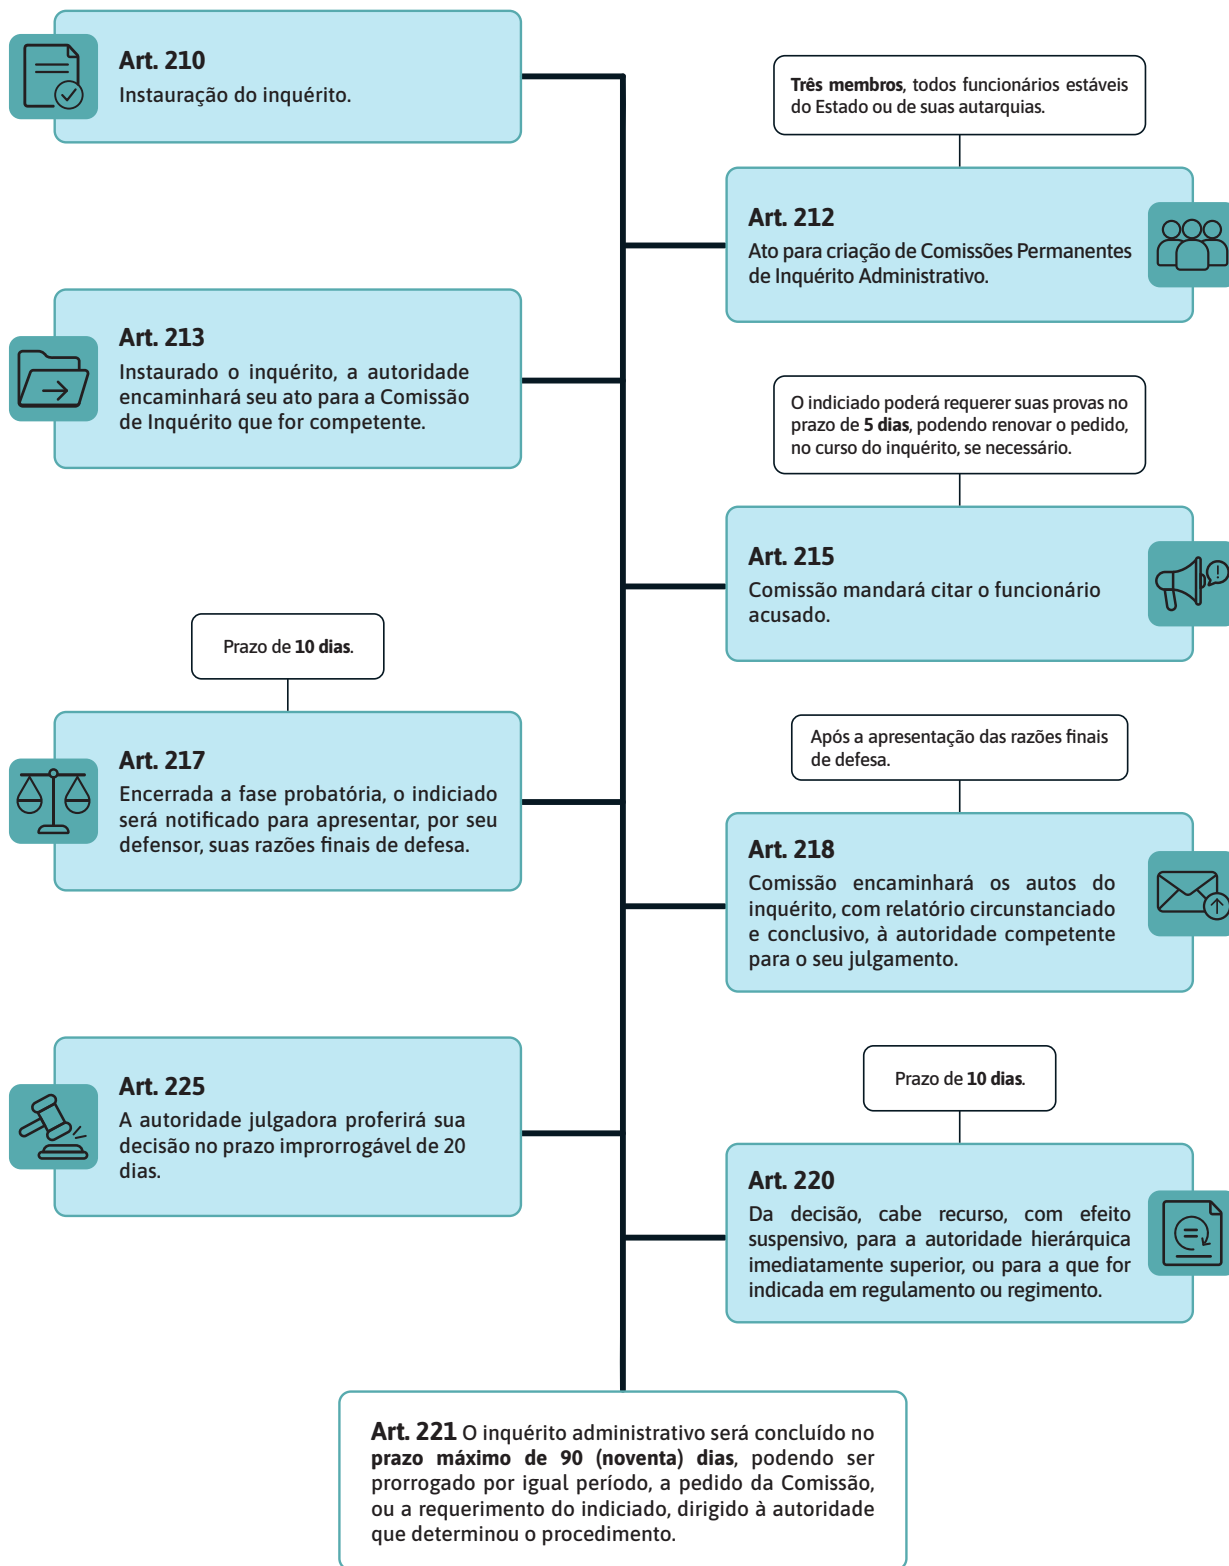 Art. 210
Instauração do inquérito.
Três membros, todos funcionários estáveis
do Estado ou de suas autarquias.
Art. 212
Ato para criação de Comissões Permanentes
de Inquérito Administrativo.
Art. 213
Instaurado o inquérito, a autoridade
encaminhará seu ato para a Comissão
de Inquérito que for competente.
O indiciado poderá requerer suas provas no
prazo de 5 dias, podendo renovar o pedido,
no curso do inquérito, se necessário.
Art. 215
Comissão mandará citar o funcionário
acusado.
Prazo de 10 dias.
Art. 217
Encerrada a fase probatória, o indiciado
será notificado para apresentar, por seu
defensor, suas razões finais de defesa.
Após a apresentação das razões finais
de defesa.
Art. 218
Comissão encaminhará os autos do
inquérito, com relatório circunstanciado
e conclusivo, à autoridade competente
para o seu julgamento.
Art. 225
A autoridade julgadora proferirá sua
decisão no prazo improrrogável de 20
dias.
Prazo de 10 dias.
Art. 220
Da decisão, cabe recurso, com efeito
suspensivo, para a autoridade hierárquica
imediatamente superior, ou para a que for
indicada em regulamento ou regimento.
Art. 221 O inquérito administrativo será concluído no
prazo máximo de 90 (noventa) dias, podendo ser
prorrogado por igual período, a pedido da Comissão,
ou a requerimento do indiciado, dirigido à autoridade
que determinou o procedimento.